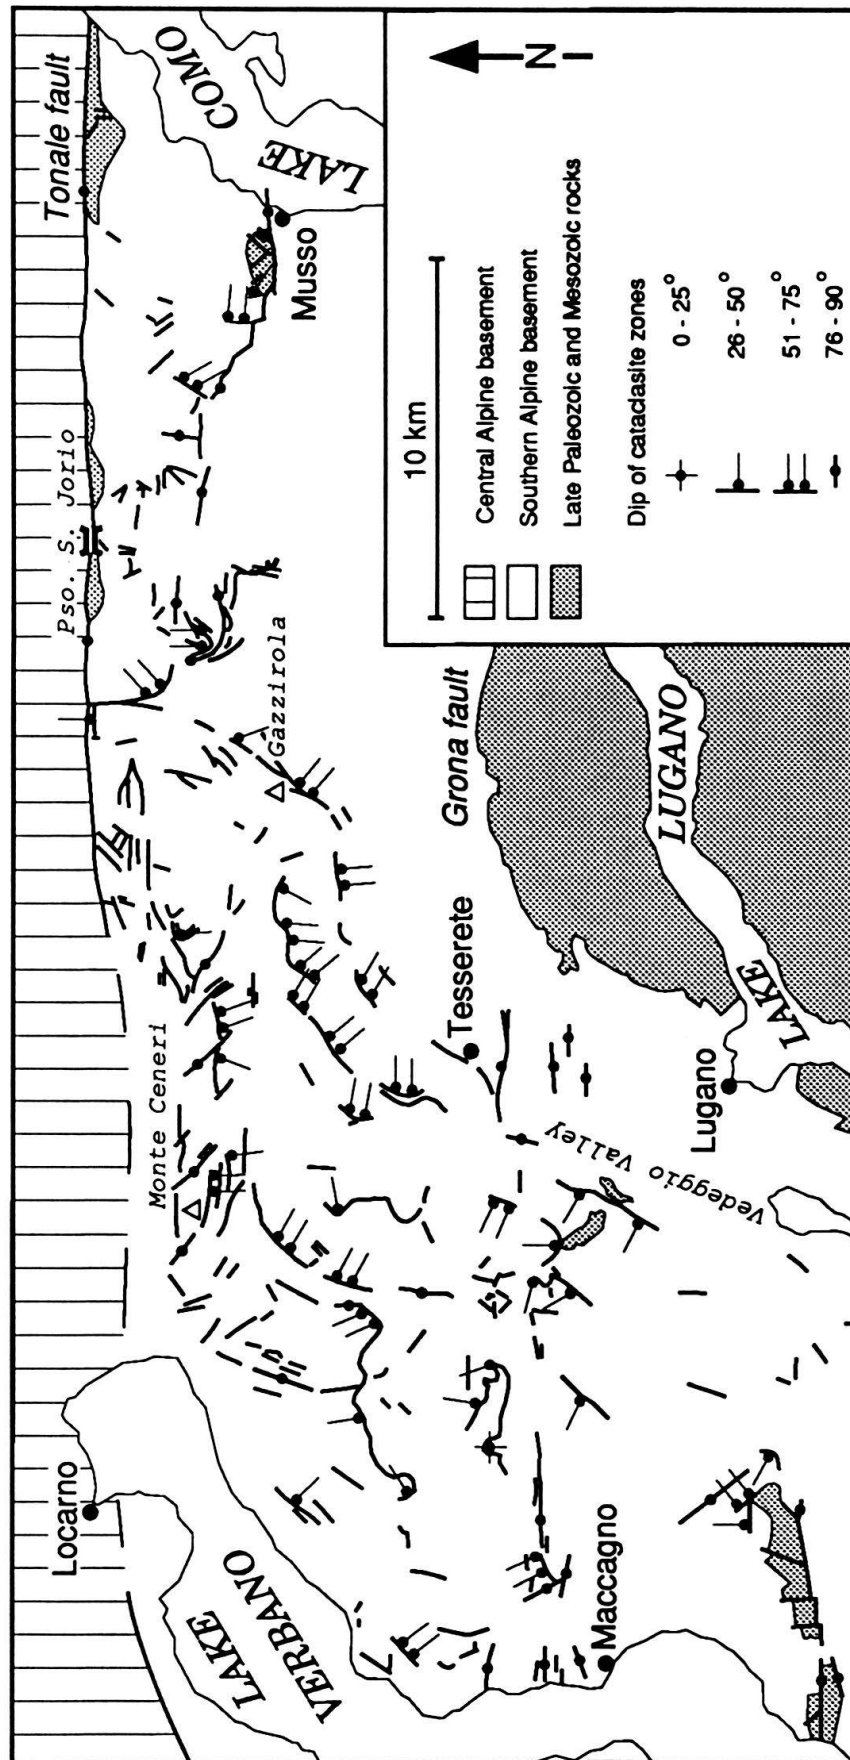 Tonale fault
LAKE COMO
Musso
Pso. S. Jorio
Gazzirola
Grona fault
LAKE LUGANO
Tesserete
Lugano
Monte Ceneri
Vedeggio Valley
Locarno
LAKE
VERBANO
Maccagno
N
10 km
Central Alpine basement
Southern Alpine basement
Late Paleozoic and Mesozoic rocks
Dip of cataclasite zones
0 - 25°
26 - 50°
51 - 75°
76 - 90°